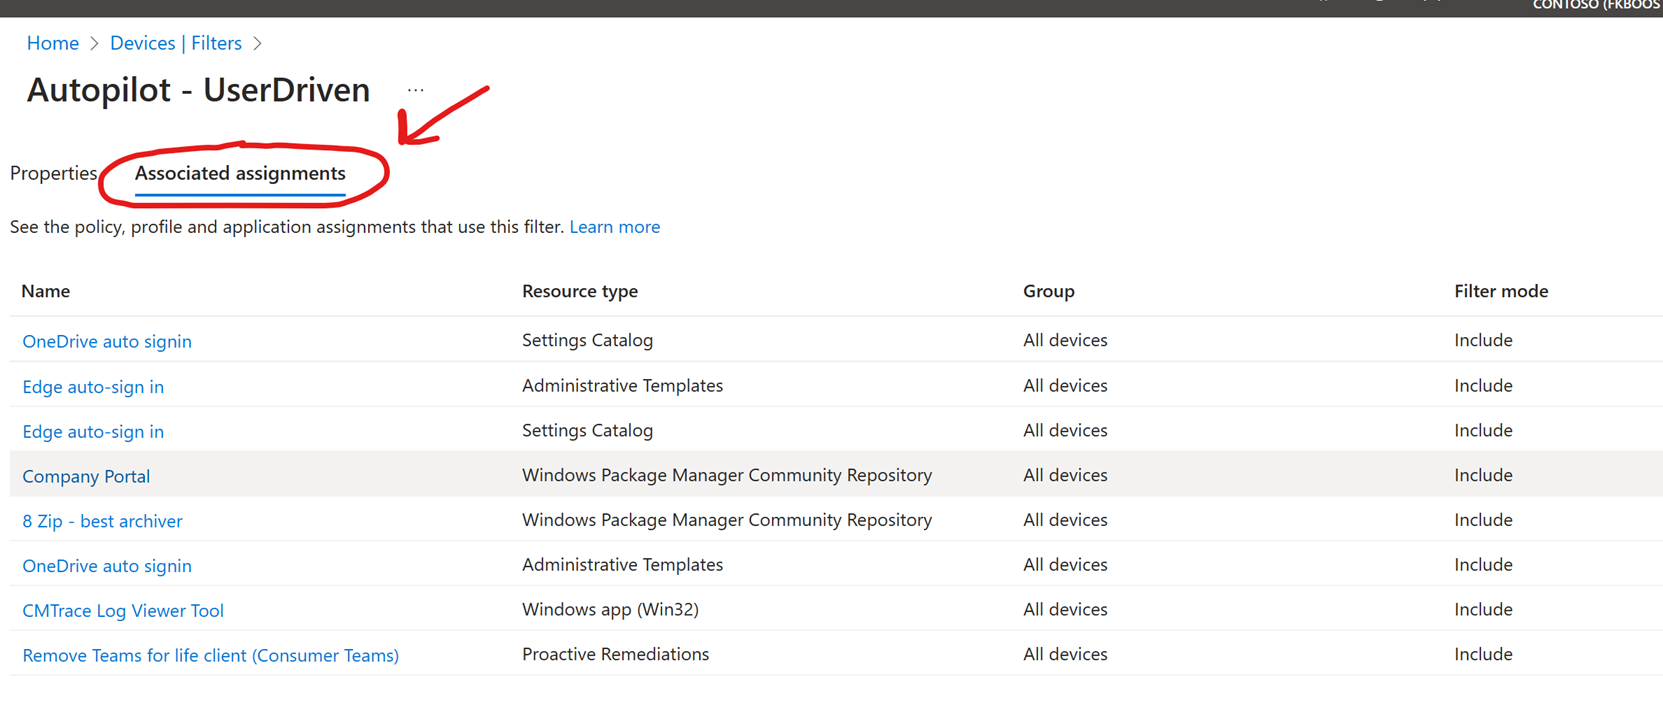 CONTOSO (FKBOOS
Home > Devices | Filters >
Autopilot - UserDriven ...
Properties Associated assignments
See the policy, profile and application assignments that use this filter. Learn more
Name Resource type Group Filter mode
OneDrive auto signin Settings Catalog All devices Include
Edge auto-sign in Administrative Templates All devices Include
Edge auto-sign in Settings Catalog All devices Include
Company Portal Windows Package Manager Community Repository All devices Include
8 Zip - best archiver Windows Package Manager Community Repository All devices Include
OneDrive auto signin Administrative Templates All devices Include
CMTrace Log Viewer Tool Windows app (Win32) All devices Include
Remove Teams for life client (Consumer Teams) Proactive Remediations All devices Include